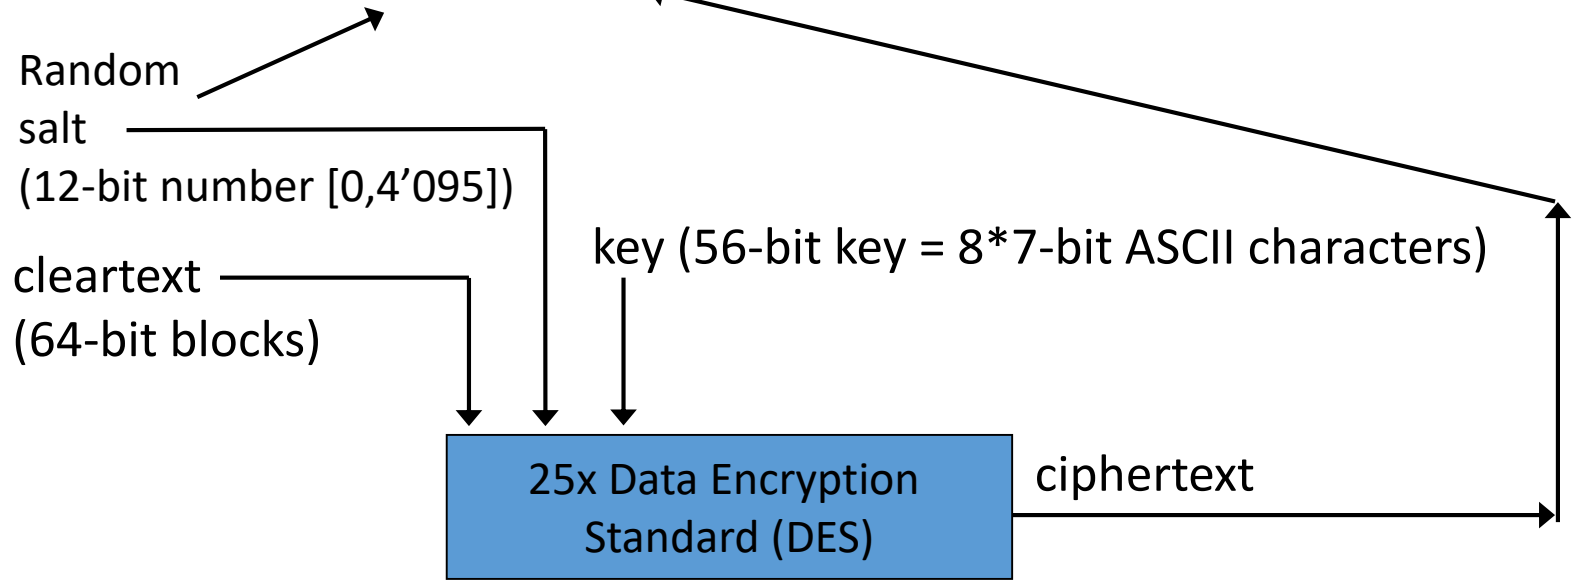 Random
salt
(12-bit number [0,4’095])
key (56-bit key = 8*7-bit ASCII characters)
cleartext
(64-bit blocks)
25x Data Encryption
Standard (DES)
ciphertext